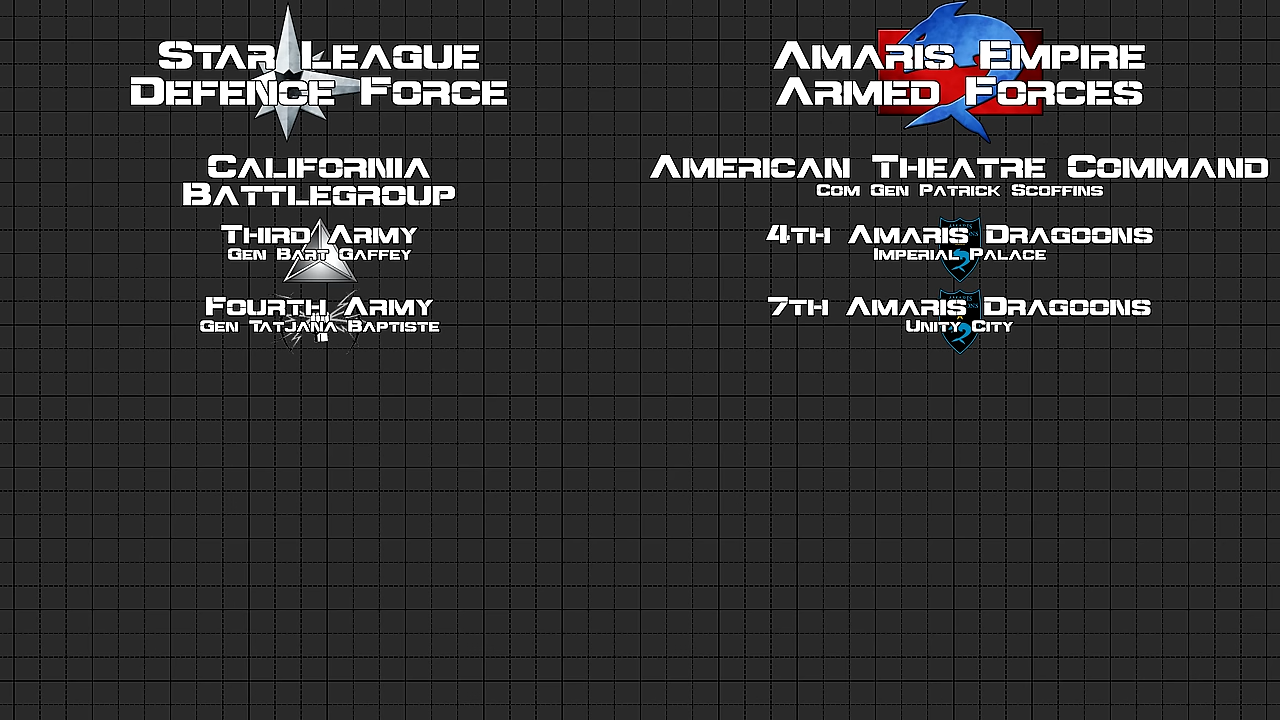 Star League
Defence Force
California
Battlegroup
Third Army
Gen Bart Gaffey
Fourth Army
Gen Tatjana Baptiste
Amaris Empire
Armed Forces
American Theatre Command
Com Gen Patrick Scoffins
4th Amaris Dragoons
Imperial Palace
7th Amaris Dragoons
Unity City